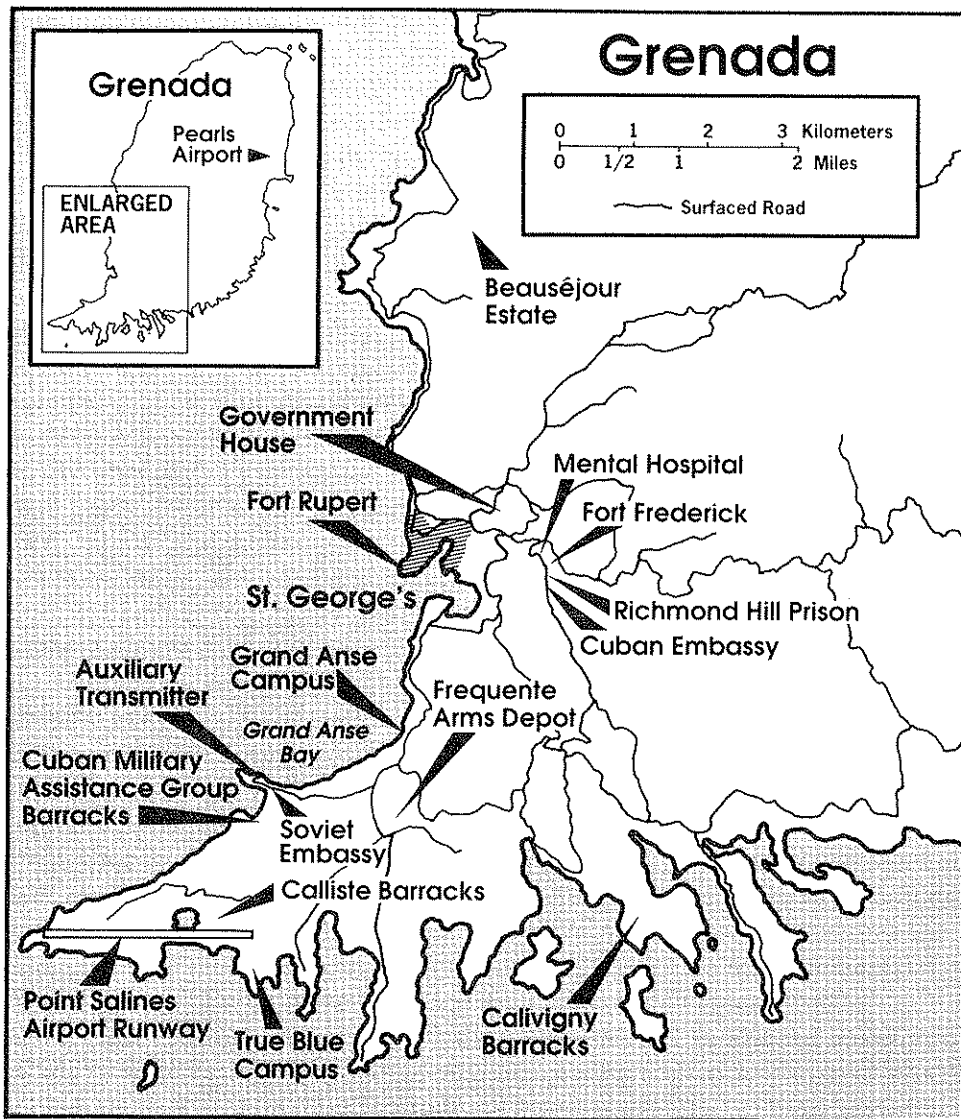 Grenada
Pearls
Airport
ENLARGED
AREA
Grenada
0 1 2 3 Kilometers
0 1/2 1 2 Miles
Surfaced Road
Beauséjour
Estate
Government
House
Mental Hospital
Fort Rupert
Fort Frederick
St. George's
Richmond Hill Prison
Cuban Embassy
Auxiliary
Transmitter
Grand Anse
Campus
Frequente
Arms Depot
Grand Anse
Bay
Cuban Military
Assistance Group
Barracks
Soviet
Embassy
Calliste Barracks
Point Salines
Airport Runway
True Blue
Campus
Calivigny
Barracks